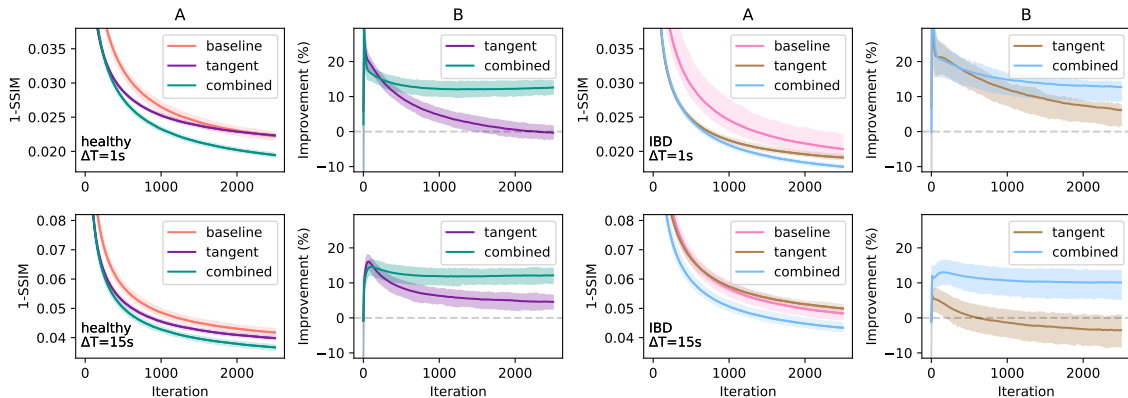 A
1-SSIM
0.035
0.030
0.025
0.020
baseline
tangent
combined
healthy
ΔT=1s
0
1000
2000
B
Improvement (%)
20
10
0
−10
tangent
combined
0
1000
2000
A
1-SSIM
0.035
0.030
0.025
0.020
baseline
tangent
combined
IBD
ΔT=1s
0
1000
2000
B
Improvement (%)
20
10
0
−10
tangent
combined
0
1000
2000
1-SSIM
0.08
0.07
0.06
0.05
0.04
baseline
tangent
combined
healthy
ΔT=15s
0
1000
2000
Iteration
Improvement (%)
20
10
0
−10
tangent
combined
0
1000
2000
Iteration
1-SSIM
0.08
0.07
0.06
0.05
0.04
baseline
tangent
combined
IBD
ΔT=15s
0
1000
2000
Iteration
Improvement (%)
20
10
0
−10
tangent
combined
0
1000
2000
Iteration